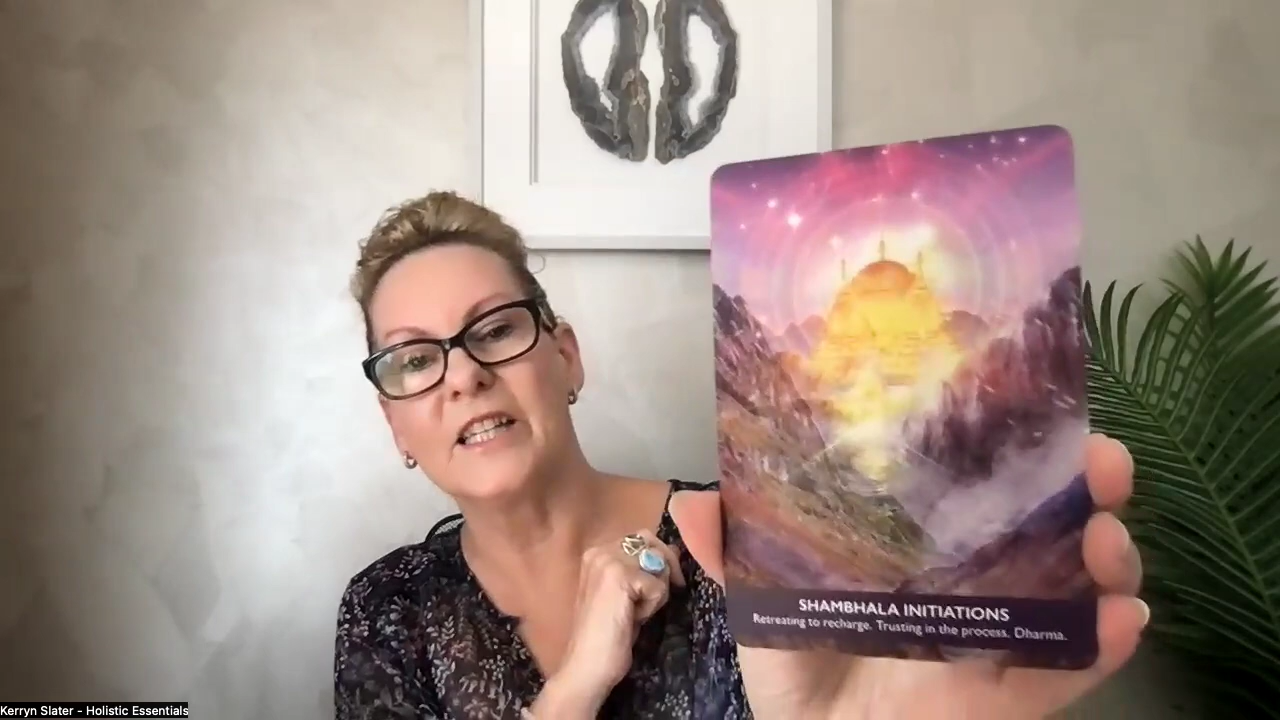 SHAMBHALA INITIATIONS
Retreating to recharge. Trusting in the process. Dharma.
Kerryn Slater - Holistic Essentials